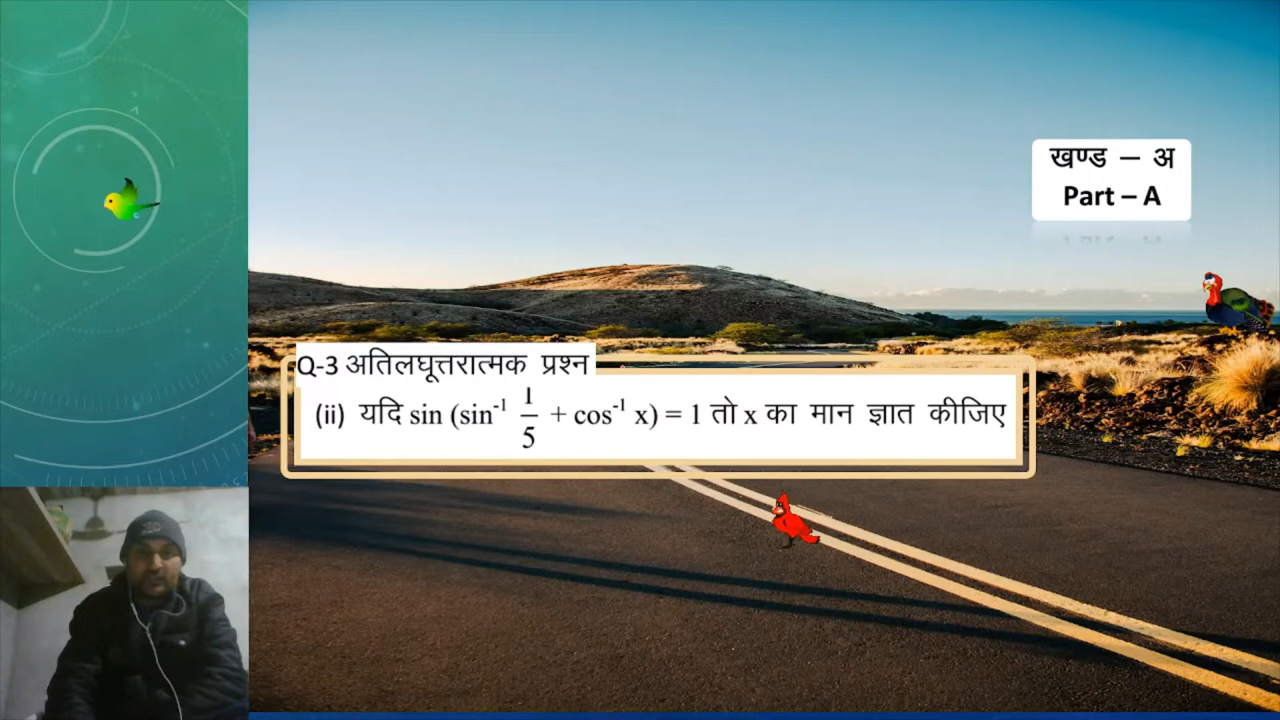 खण्ड – अ
Part – A
Q-3 अतिलघूत्तरात्मक प्रश्न
(ii) यदि sin (sin⁻¹ 1/5 + cos⁻¹ x) = 1 तो x का मान ज्ञात कीजिए